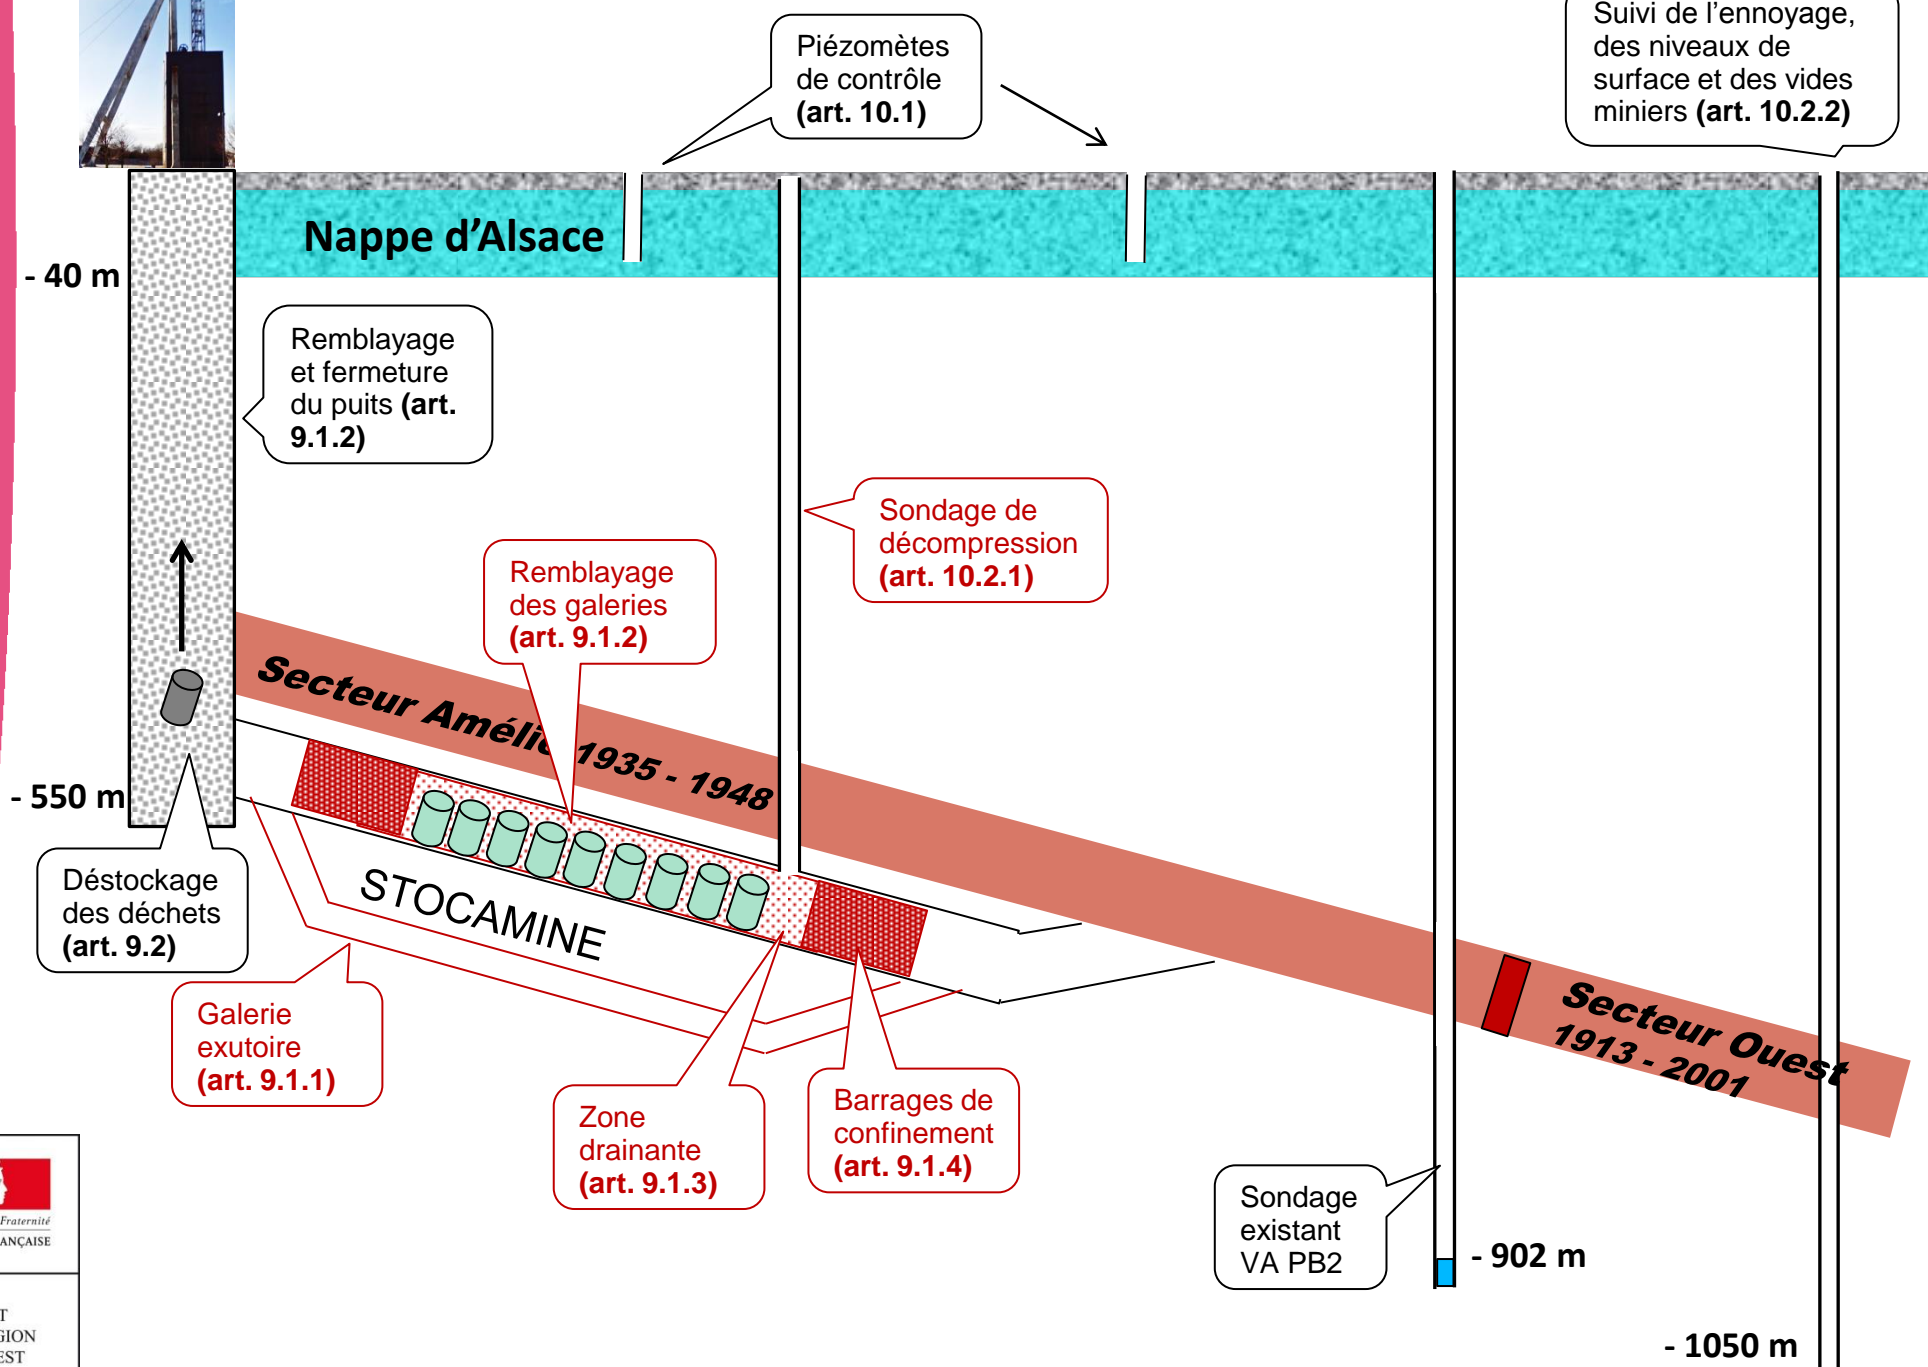 Piézomètes
de contrôle
(art. 10.1)
Suivi de l’ennoyage,
des niveaux de
surface et des vides
miniers (art. 10.2.2)
Nappe d’Alsace
- 40 m
Remblayage
et fermeture
du puits (art.
9.1.2)
Sondage de
décompression
(art. 10.2.1)
Remblayage
des galeries
(art. 9.1.2)
Secteur Amélie 1935 - 1948
- 550 m
STOCAMINE
Déstockage
des déchets
(art. 9.2)
Galerie
exutoire
(art. 9.1.1)
Zone
drainante
(art. 9.1.3)
Barrages de
confinement
(art. 9.1.4)
Secteur Ouest
1913 - 2001
Sondage
existant
VA PB2
- 902 m
- 1050 m
Fraternité
ANÇAISE
T
GION
EST